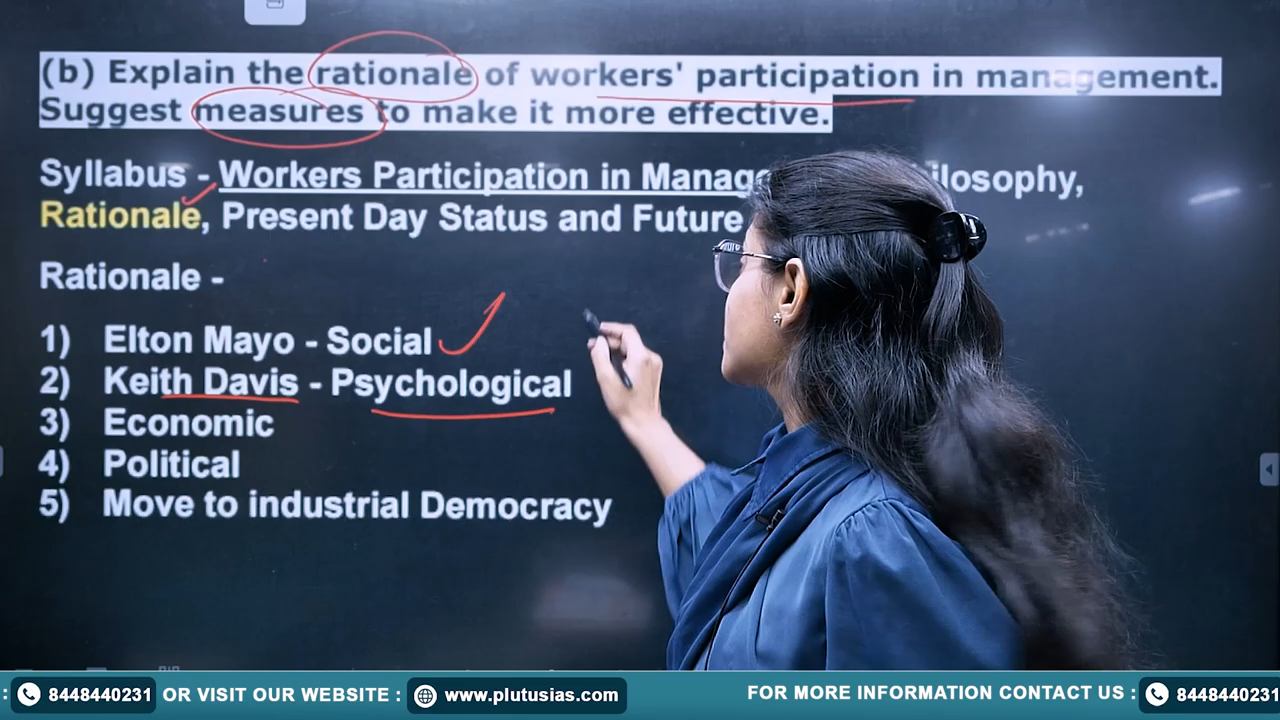 (b) Explain the rationale of workers' participation in management.
Suggest measures to make it more effective.
Syllabus - Workers Participation in Manag ilosophy,
Rationale, Present Day Status and Future
Rationale -
1) Elton Mayo - Social
2) Keith Davis - Psychological
3) Economic
4) Political
5) Move to industrial Democracy
: 8448440231 OR VISIT OUR WEBSITE : www.plutusias.com FOR MORE INFORMATION CONTACT US : 8448440231